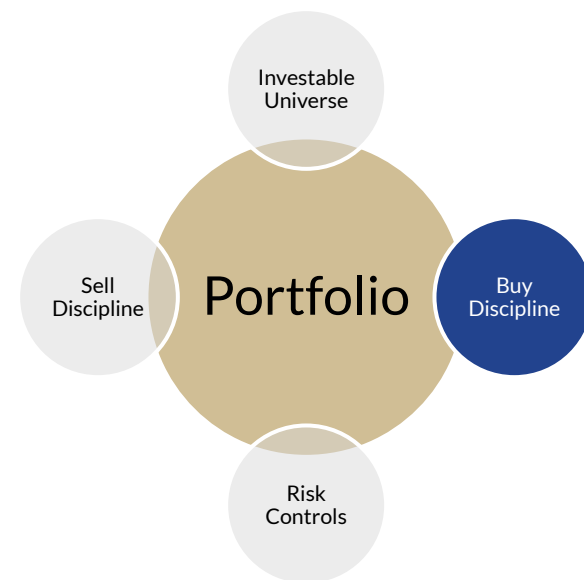 Investable
Universe
Sell
Discipline
Portfolio
Buy
Discipline
Risk
Controls